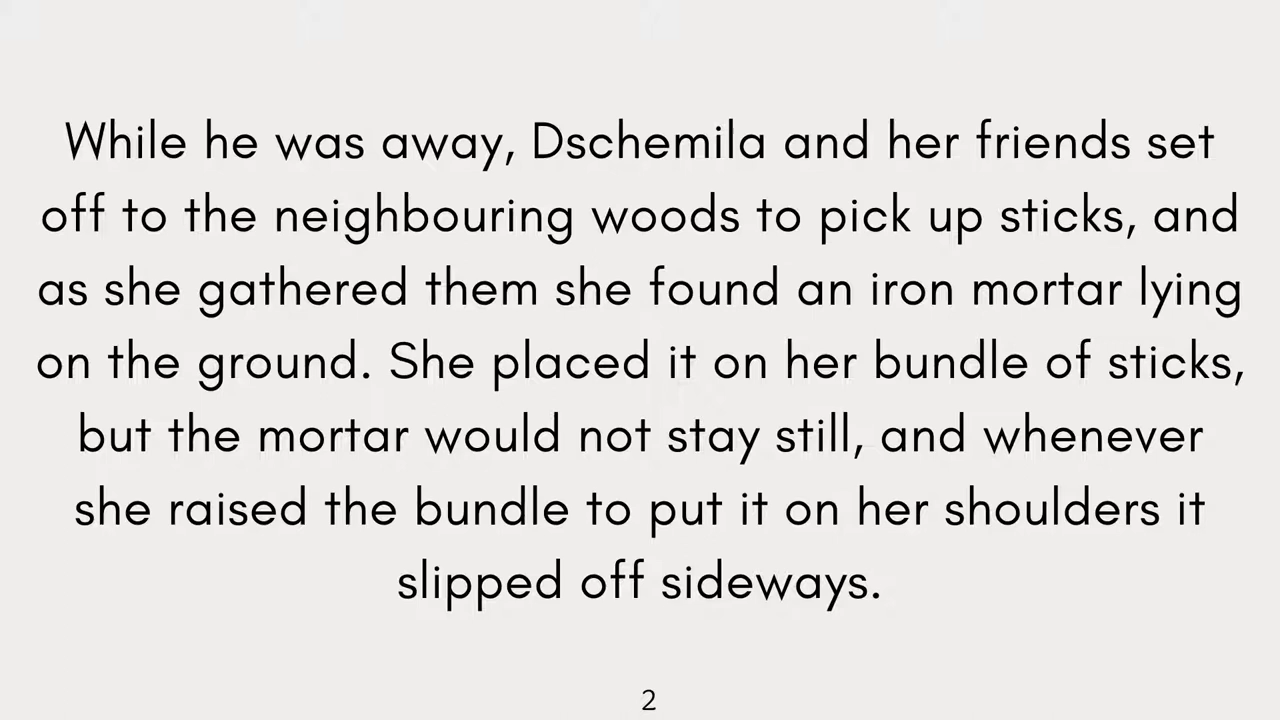 While he was away, Dschemila and her friends set
off to the neighbouring woods to pick up sticks, and
as she gathered them she found an iron mortar lying
on the ground. She placed it on her bundle of sticks,
but the mortar would not stay still, and whenever
she raised the bundle to put it on her shoulders it
slipped off sideways.
2